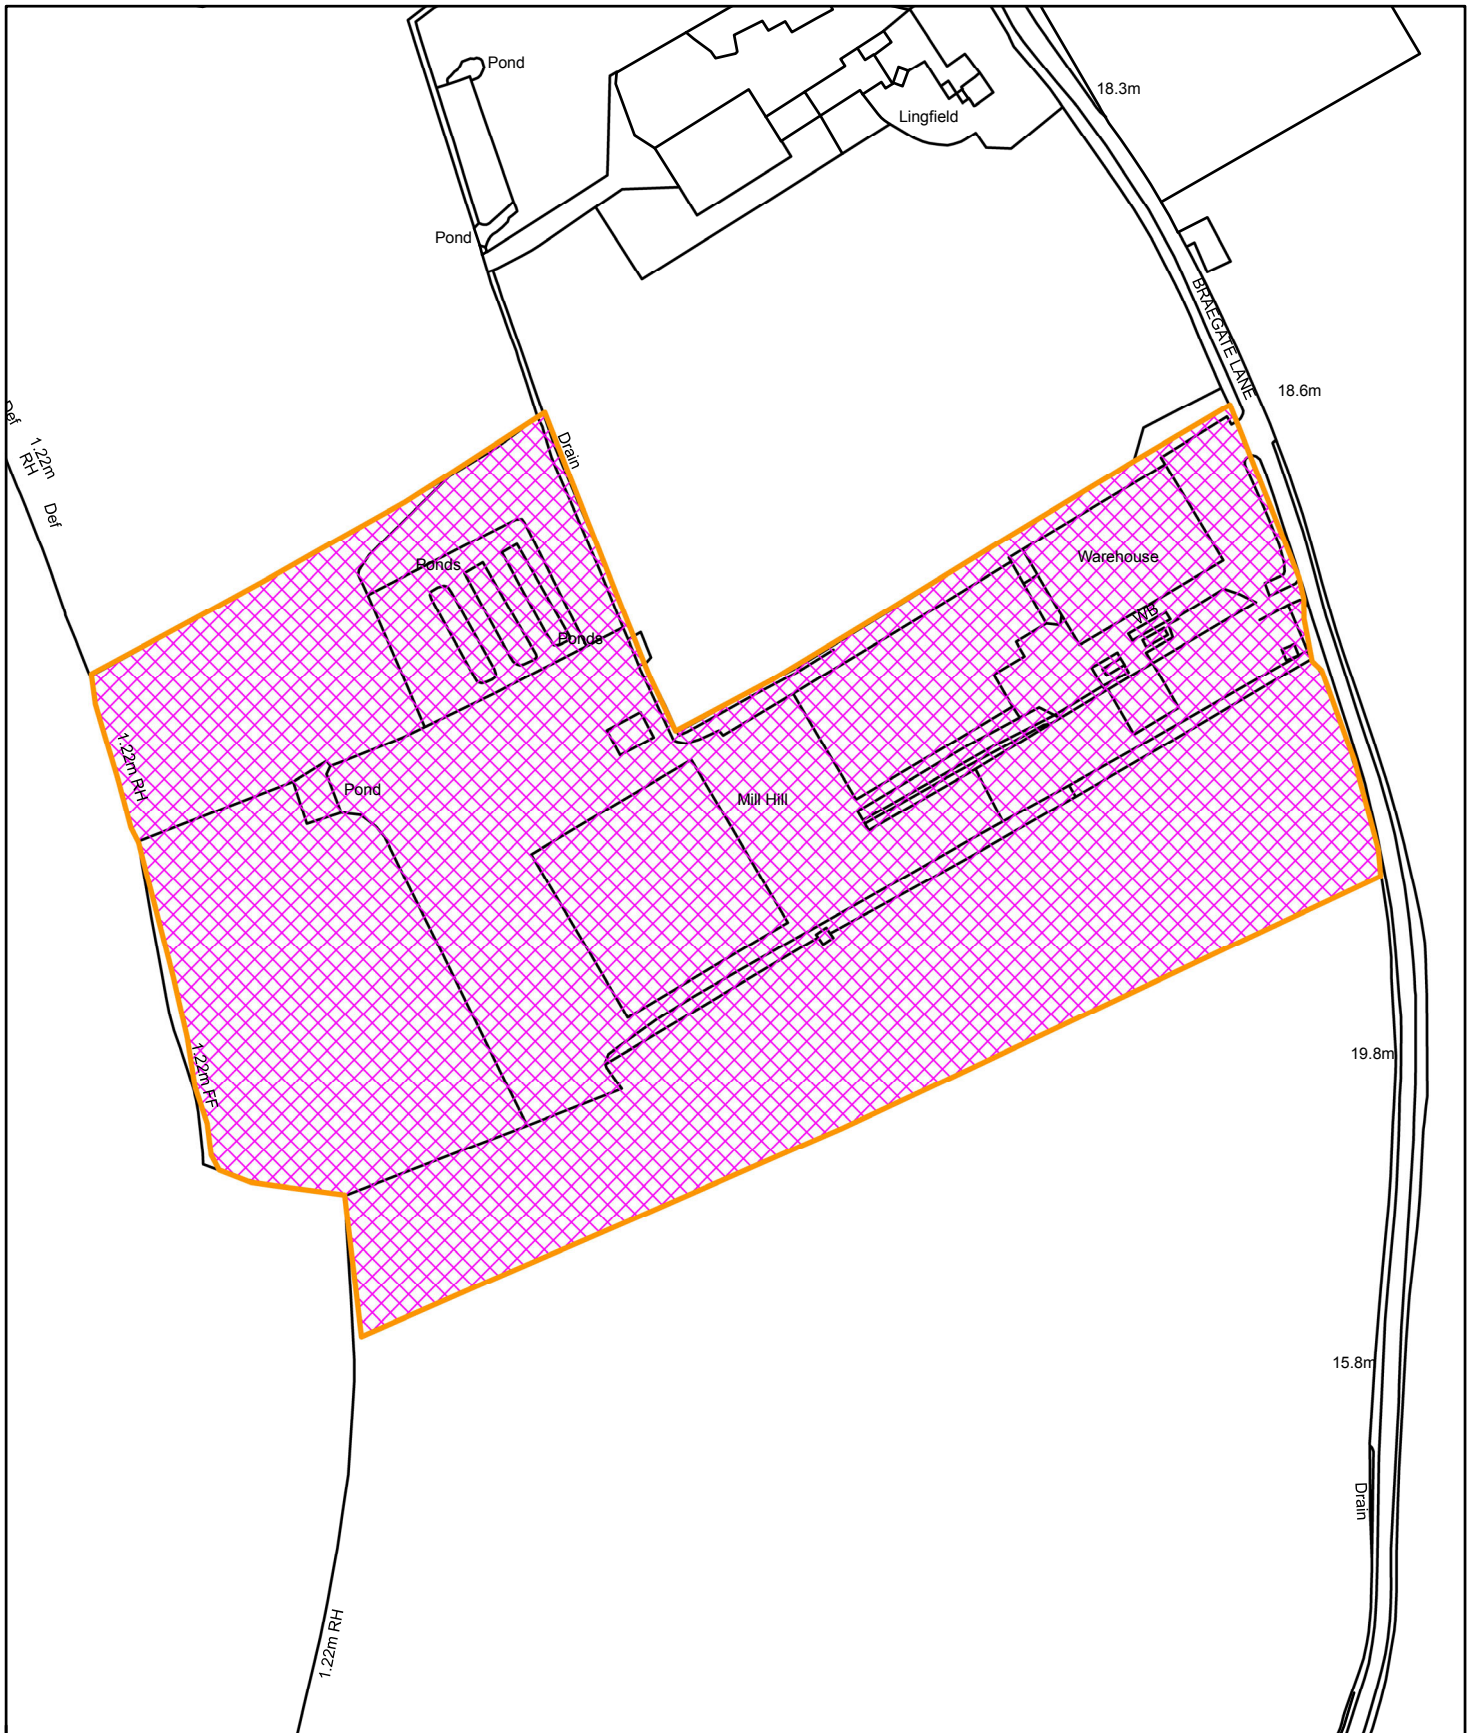 Pond
18.3m
Lingfield
Pond
BRAEGATE LANE
18.6m
Def
1.22m
RH
Drain
Def
Ponds
Warehouse
WB
Ponds
1.22m RH
Pond
Mill Hill
1.22m FF
19.8m
15.8m
Drain
1.22m RH